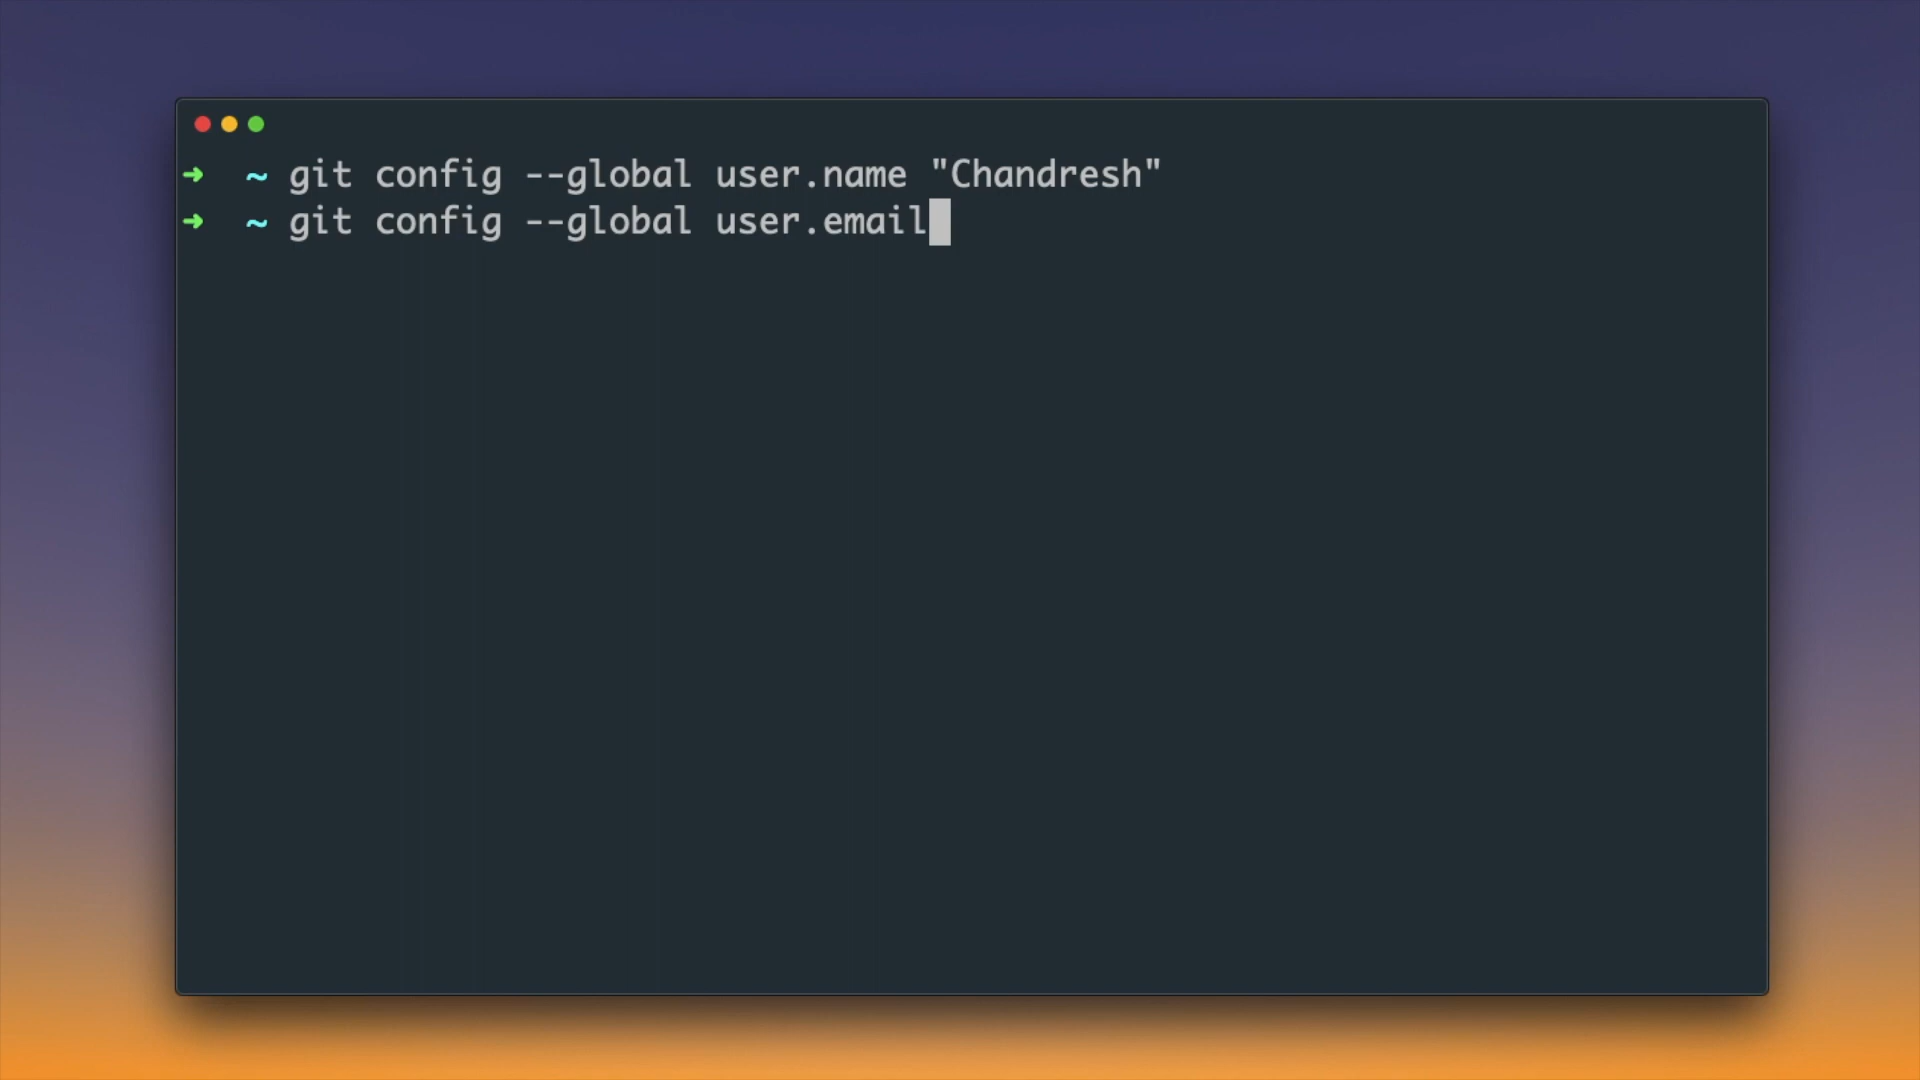 ➜ ~ git config --global user.name "Chandresh"
➜ ~ git config --global user.email